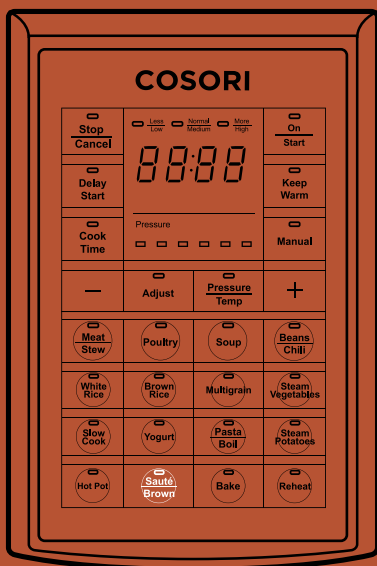 COSORI
Stop
Cancel
Less
Low
Normal
Medium
More
High
On
Start
88:88
Delay
Start
Keep
Warm
Cook
Time
Pressure
Manual
—
Adjust
Pressure
Temp
+
Meat
Stew
Poultry
Soup
Beans
Chili
White
Rice
Brown
Rice
Multigrain
Steam
Vegetables
Slow
Cook
Yogurt
Pasta
Boil
Steam
Potatoes
Hot Pot
Sauté
Brown
Bake
Reheat